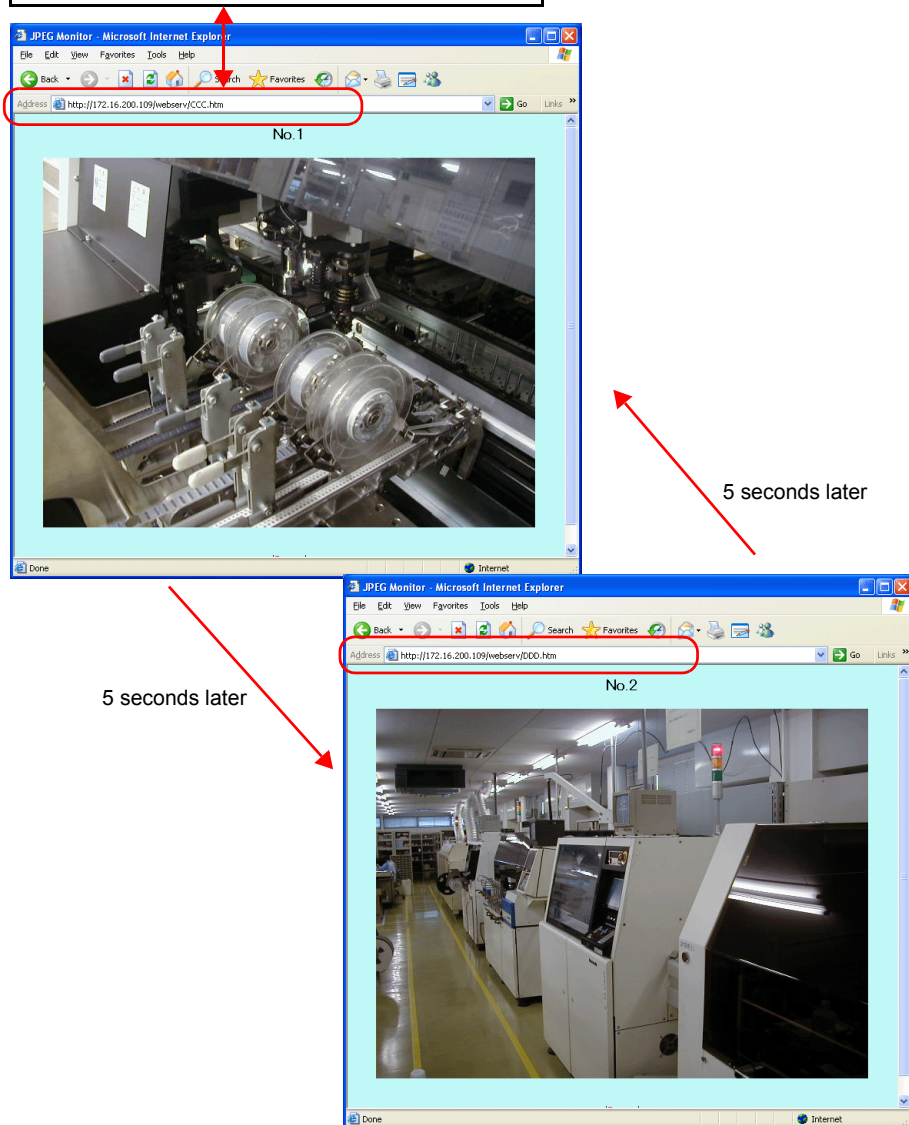 JPEG Monitor - Microsoft Internet Explorer
File Edit View Favorites Tools Help
Back Search Favorites
Address http://172.16.200.109/webserv/CCC.htm Go Links »
No.1
Done Internet
5 seconds later
5 seconds later
JPEG Monitor - Microsoft Internet Explorer
File Edit View Favorites Tools Help
Back Search Favorites
Address http://172.16.200.109/webserv/DDD.htm Go Links »
No.2
Done Internet